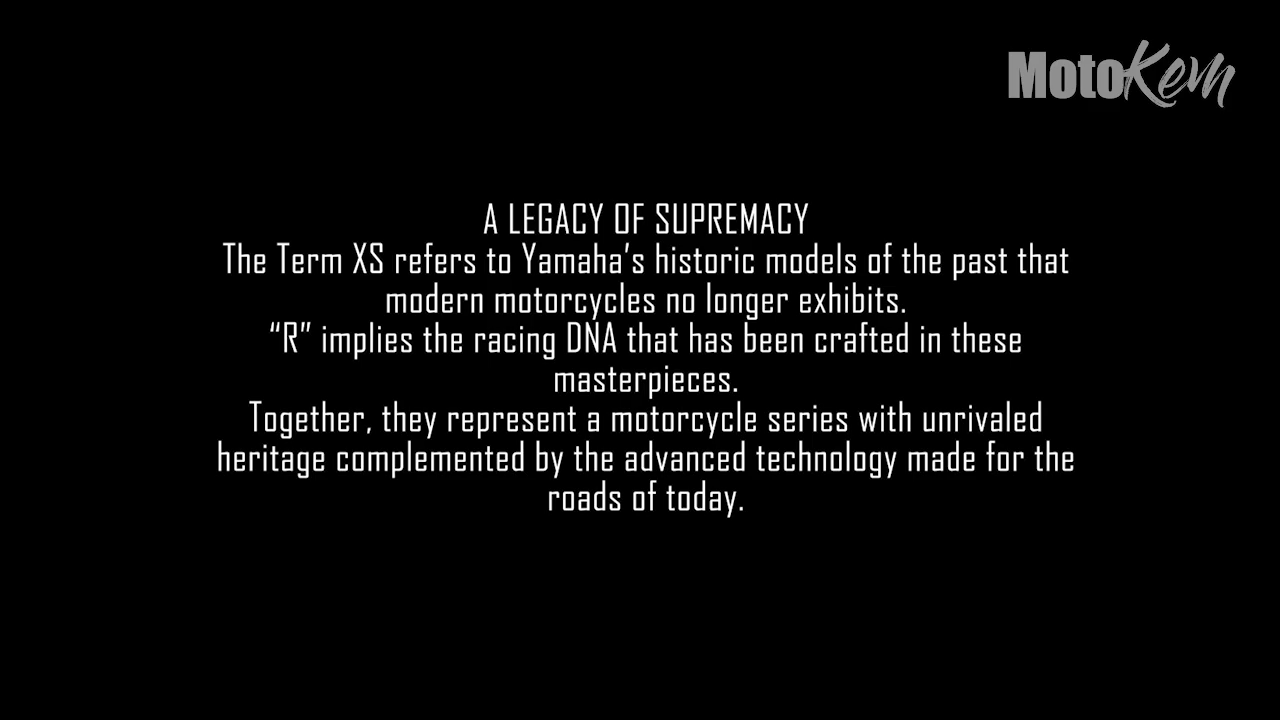 MotoKem
A LEGACY OF SUPREMACY
The Term XS refers to Yamaha’s historic models of the past that
modern motorcycles no longer exhibits.
“R” implies the racing DNA that has been crafted in these
masterpieces.
Together, they represent a motorcycle series with unrivaled
heritage complemented by the advanced technology made for the
roads of today.